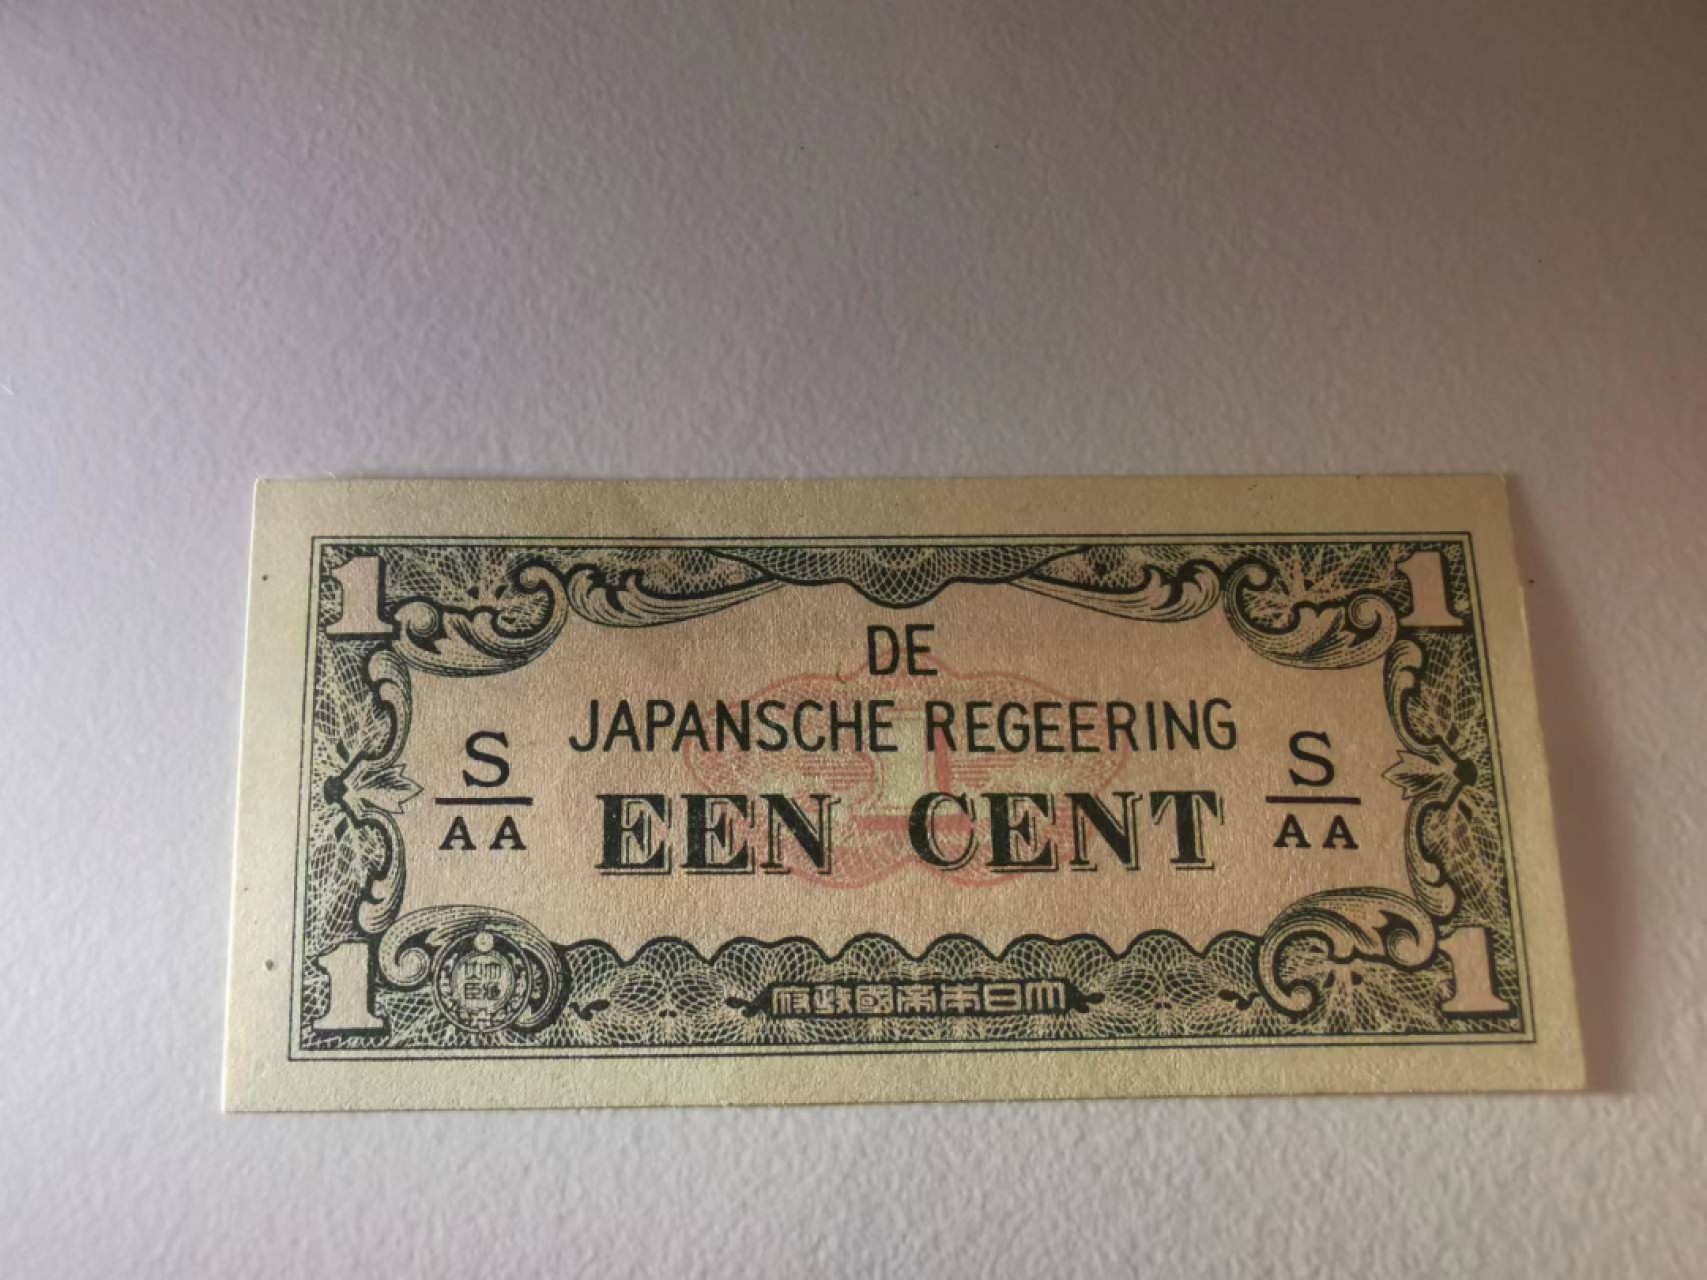 1 1
DE
JAPANSCHE REGEERING
S
AA
EEN CENT
S
AA
1 1
府政國帝本日大